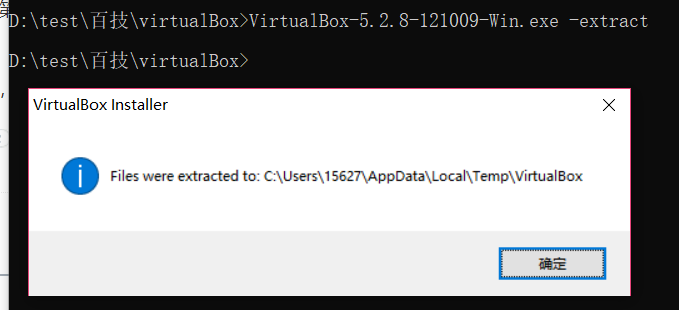 D:\test\百技\virtualBox>VirtualBox-5.2.8-121009-Win.exe -extract
D:\test\百技\virtualBox>
VirtualBox Installer
Files were extracted to: C:\Users\15627\AppData\Local\Temp\VirtualBox
确定